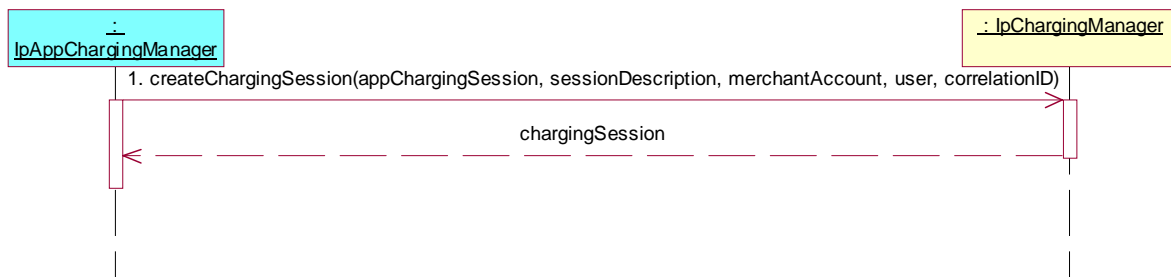 :
IpAppChargingManager
: IpChargingManager
1. createChargingSession(appChargingSession, sessionDescription, merchantAccount, user, correlationID)
chargingSession